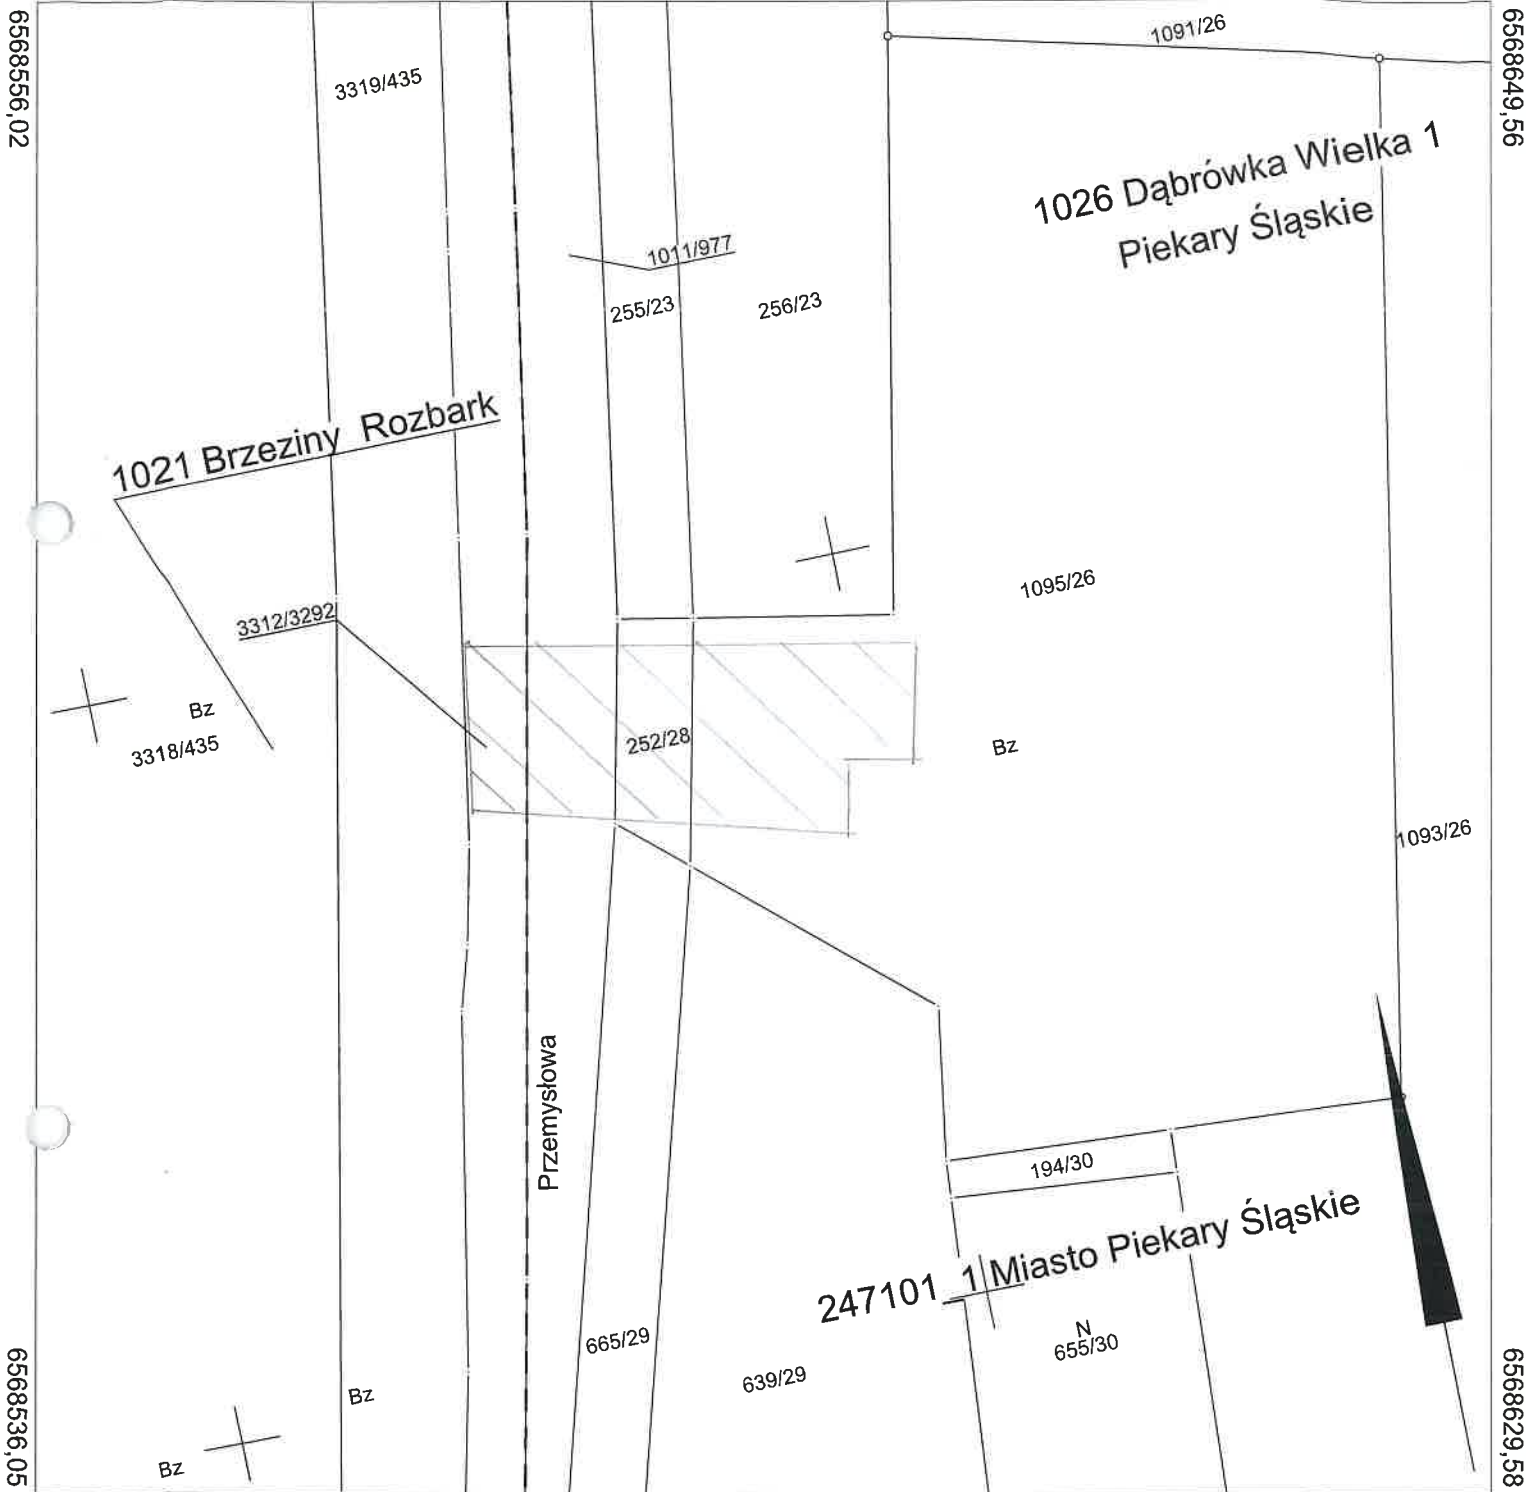 6568556,02
6568649,56
1091/26
3319/435
1026 Dąbrówka Wielka 1
Piekary Śląskie
1011/977
255/23
256/23
1021 Brzeziny Rozbark
1095/26
3312/3292
Bz
3318/435
252/28
Bz
1093/26
Przemysłowa
194/30
247101_1 Miasto Piekary Śląskie
665/29
N
655/30
639/29
Bz
Bz
6568536,05
6568629,58